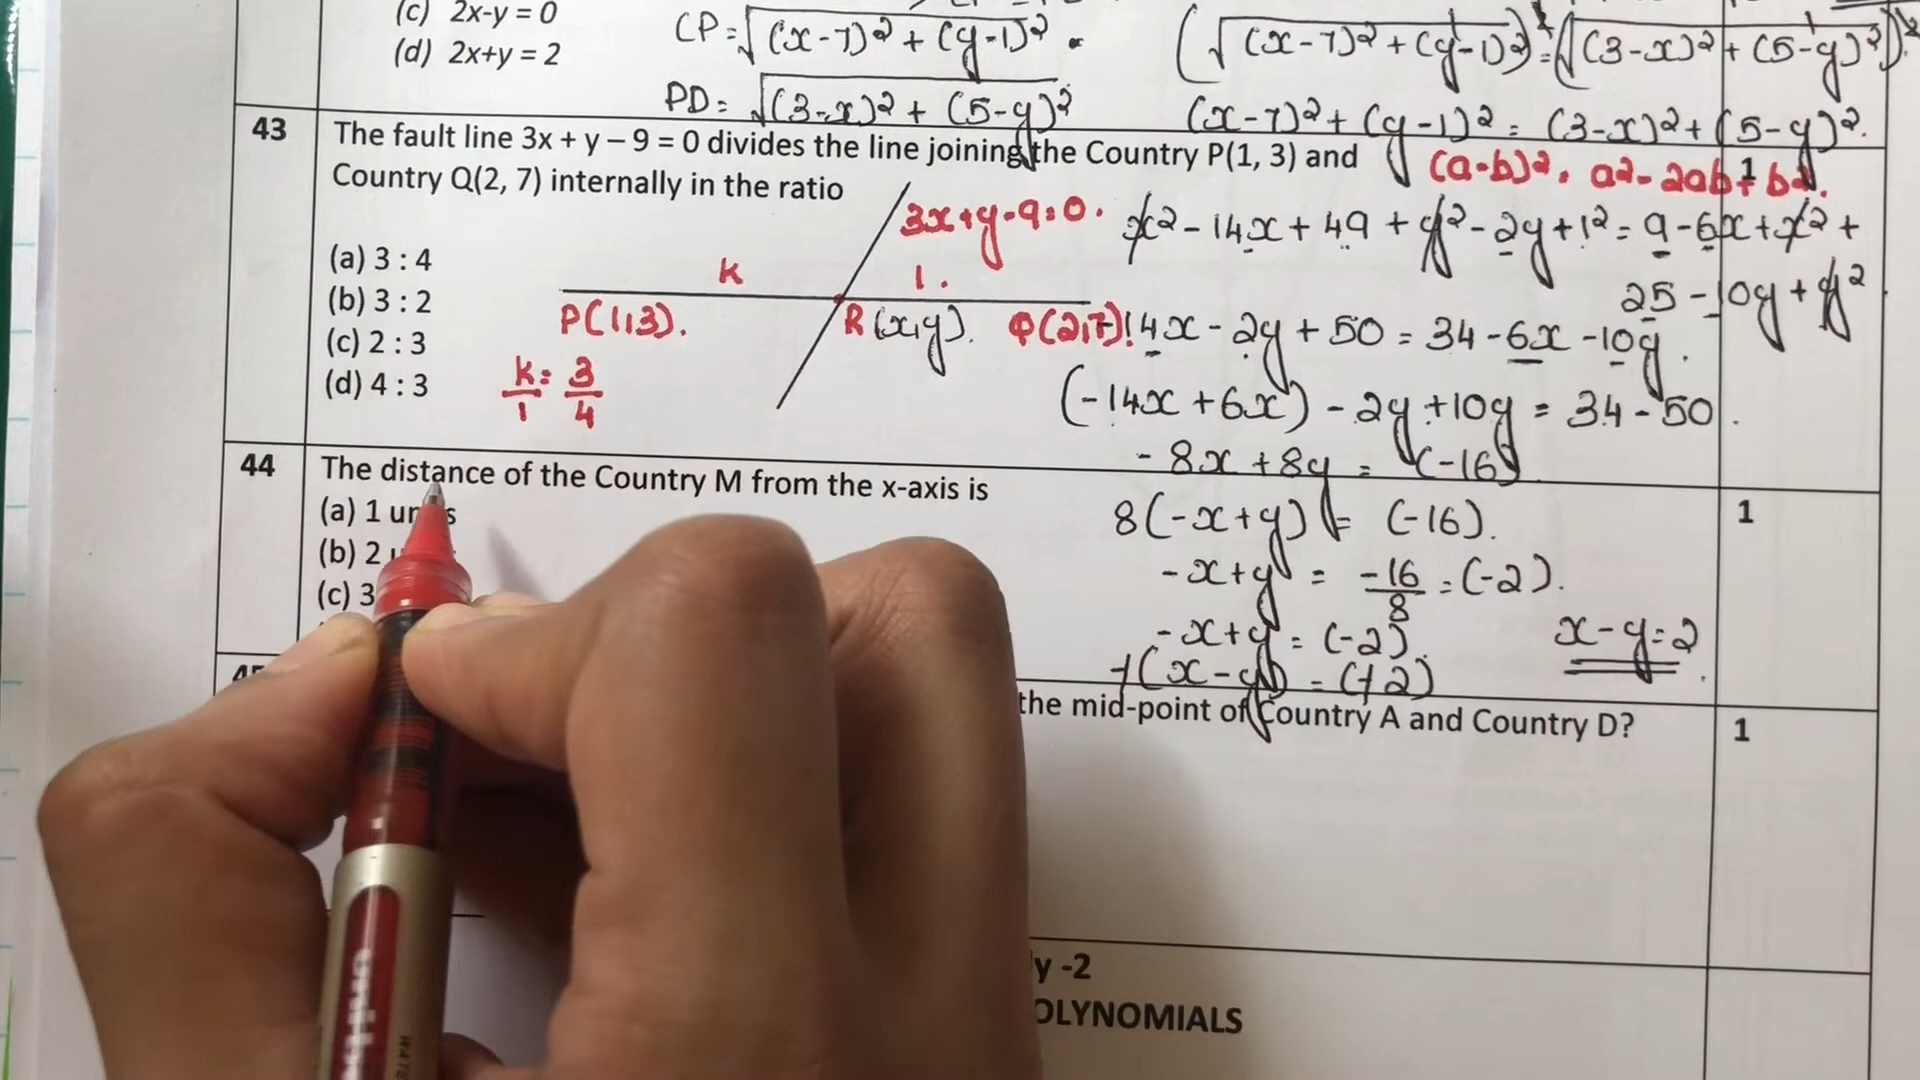 (c) 2x-y = 0
(d) 2x+y = 2
CP = √(x-7)2 + (y-1)2 .
PD = √(3-x)2 + (5-y)2
(√(x-7)2 + (y-1)2)2 = (√(3-x)2 + (5-y)2)2
(x-7)2 + (y-1)2 = (3-x)2 + (5-y)2.
43
The fault line 3x + y – 9 = 0 divides the line joining the Country P(1, 3) and
Country Q(2, 7) internally in the ratio
1
(a) 3 : 4
(b) 3 : 2
(c) 2 : 3
(d) 4 : 3
3x+y-9=0.
k
1.
P(1,3).
R(x,y).
Q(2,7)
k/1 = 3/4
(a-b)2 = a2 - 2ab + b2.
x2 - 14x + 49 + y2 - 2y + 12 = 9 - 6x + x2 +
25 - 10y + y2
-14x - 2y + 50 = 34 - 6x - 10y.
(-14x + 6x) - 2y + 10y = 34 - 50.
- 8x + 8y = (-16)
8(-x+y) = (-16).
-x+y = -16/8 = (-2).
-x+y = (-2).
-(x-y) = (-2)
x-y=2
44
The distance of the Country M from the x-axis is
1
(a) 1 units
(b) 2
(c) 3
the mid-point of Country A and Country D?
1
y -2
OLYNOMIALS